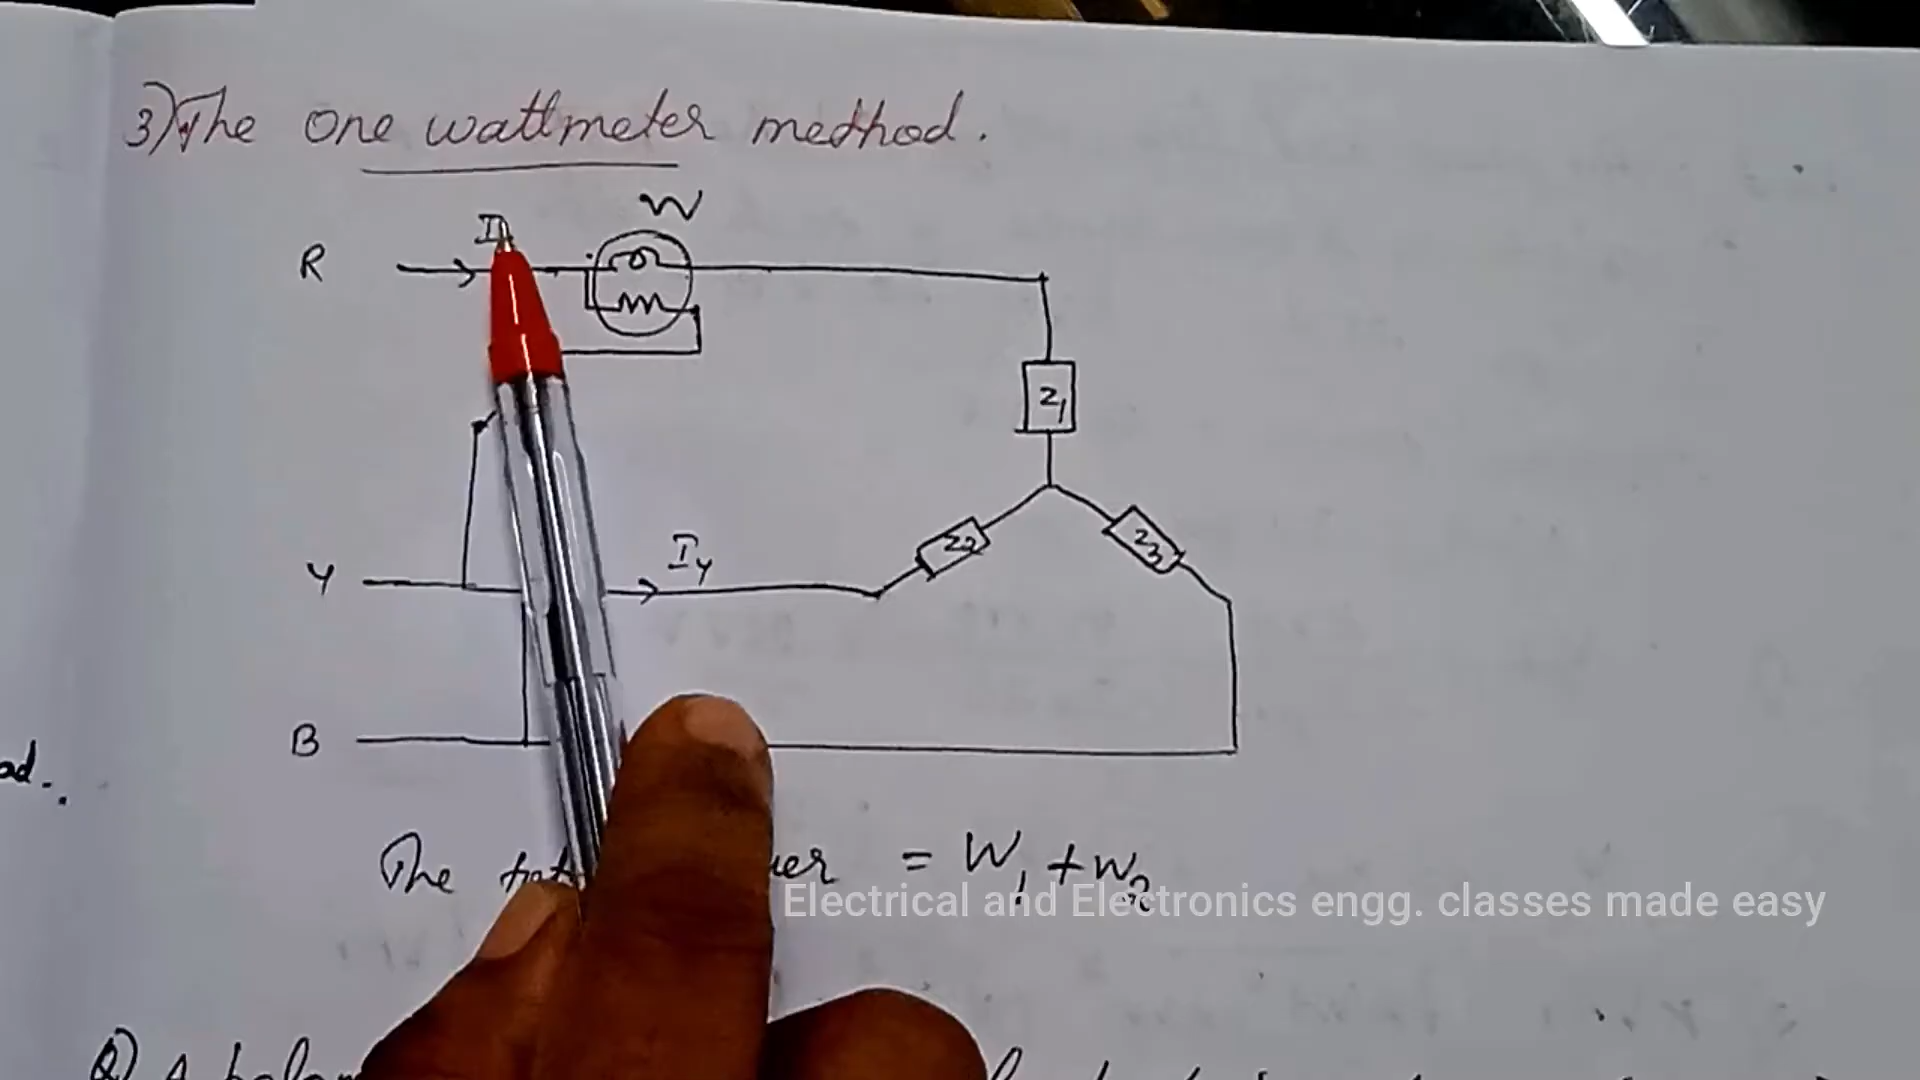 3) The One wattmeter method.
W
R
Z1
Z2
Z3
Y
IY
B
ad.
The = W1 + W2
Electrical and Electronics engg. classes made easy
Q) A